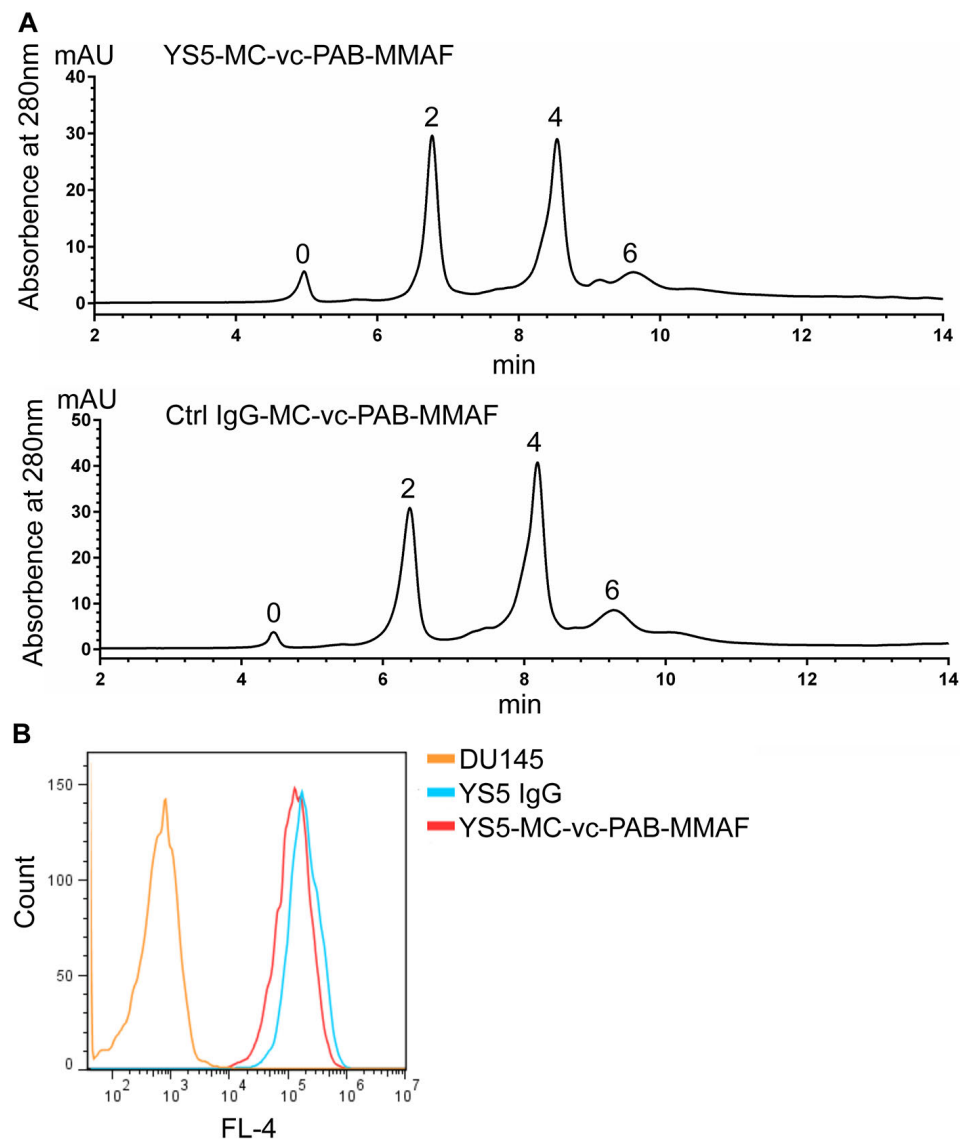 A
mAU YS5-MC-vc-PAB-MMAF
Absorbence at 280nm
40
30
20
10
0
0 2 4 6
2 4 6 8 10 12 14
min
mAU
Ctrl IgG-MC-vc-PAB-MMAF
Absorbence at 280nm
50
40
30
20
10
0
0 2 4 6
2 4 6 8 10 12 14
min
B
Count
150
100
50
0
10² 10³ 10⁴ 10⁵ 10⁶ 10⁷
FL-4
DU145
YS5 IgG
YS5-MC-vc-PAB-MMAF